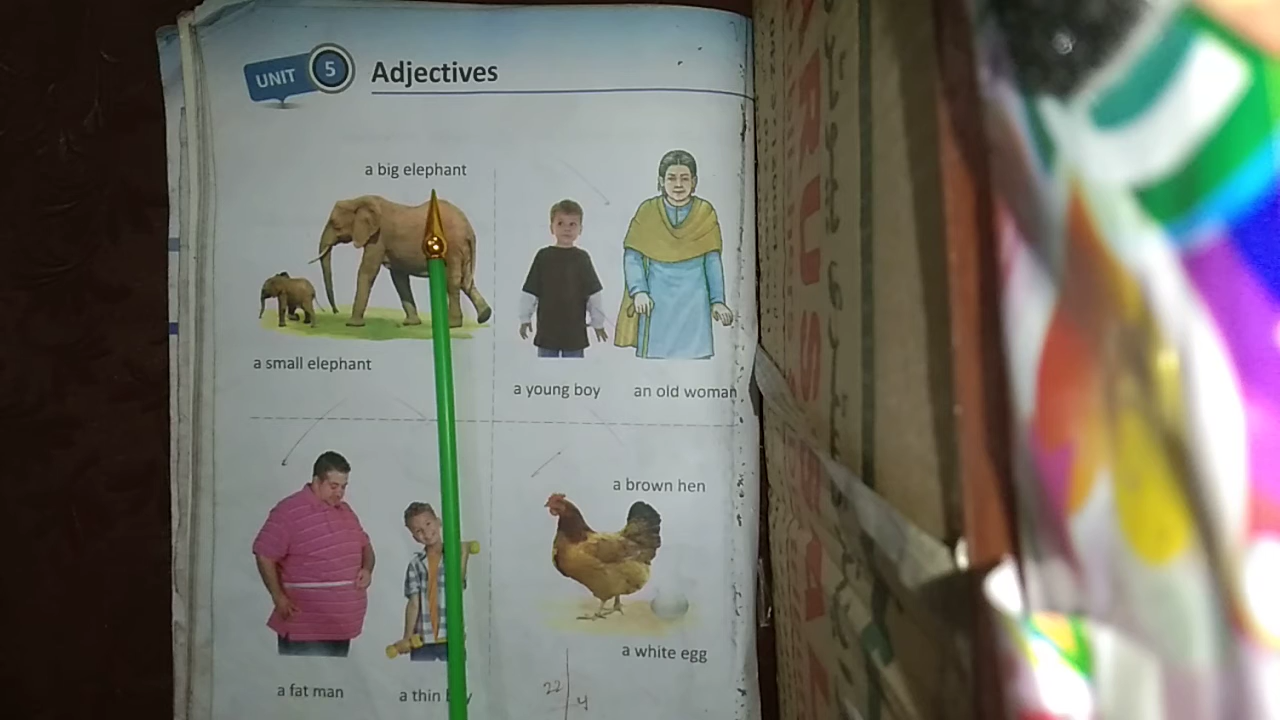 UNIT 5 Adjectives
a big elephant
a small elephant
a young boy
an old woman
a brown hen
a white egg
a fat man
a thin
22 4